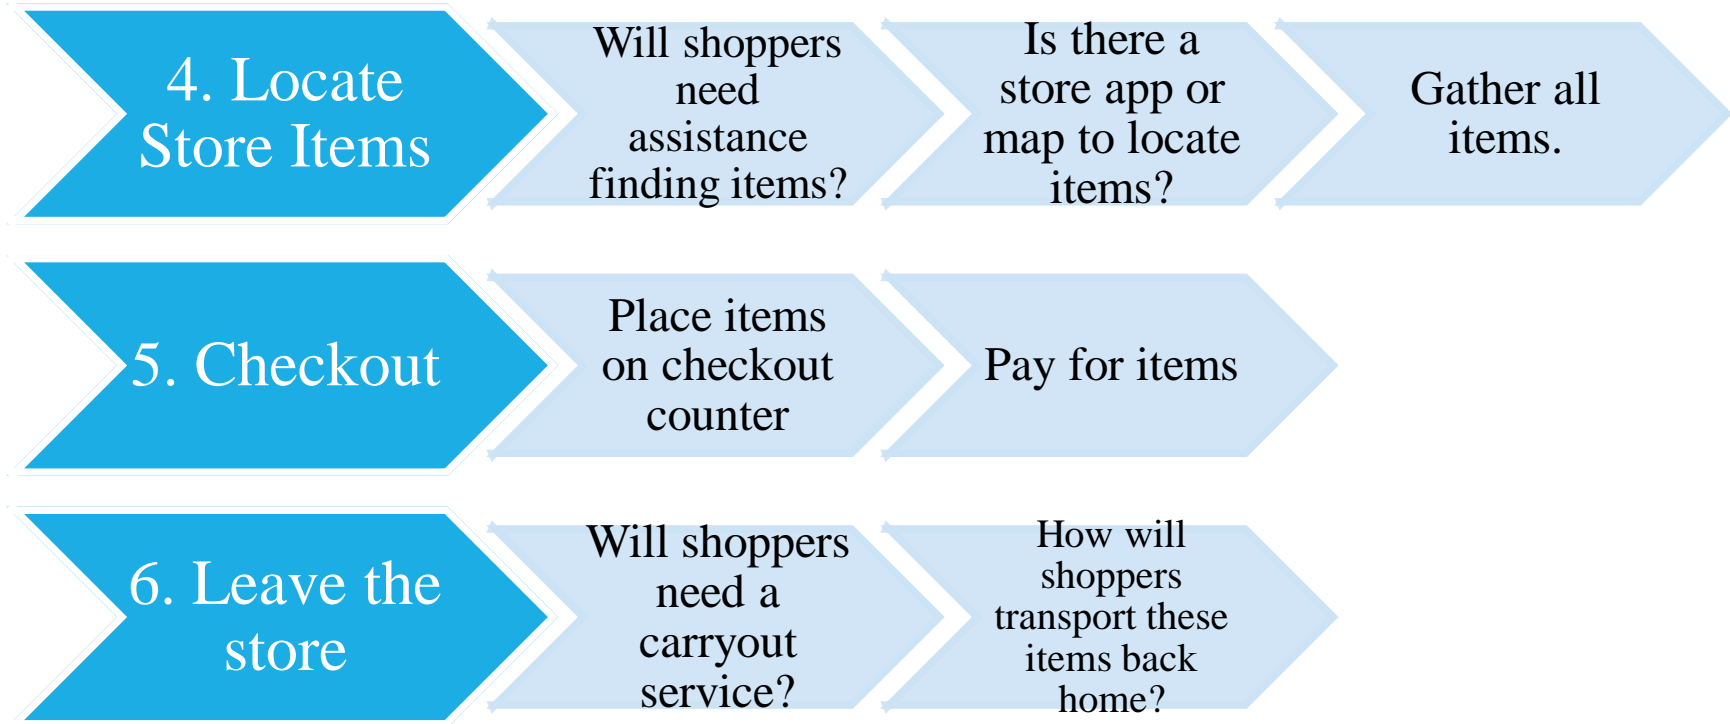 4. Locate
Store Items
Will shoppers
need
assistance
finding items?
Is there a
store app or
map to locate
items?
Gather all
items.
5. Checkout
Place items
on checkout
counter
Pay for items
6. Leave the
store
Will shoppers
need a
carryout
service?
How will
shoppers
transport these
items back
home?